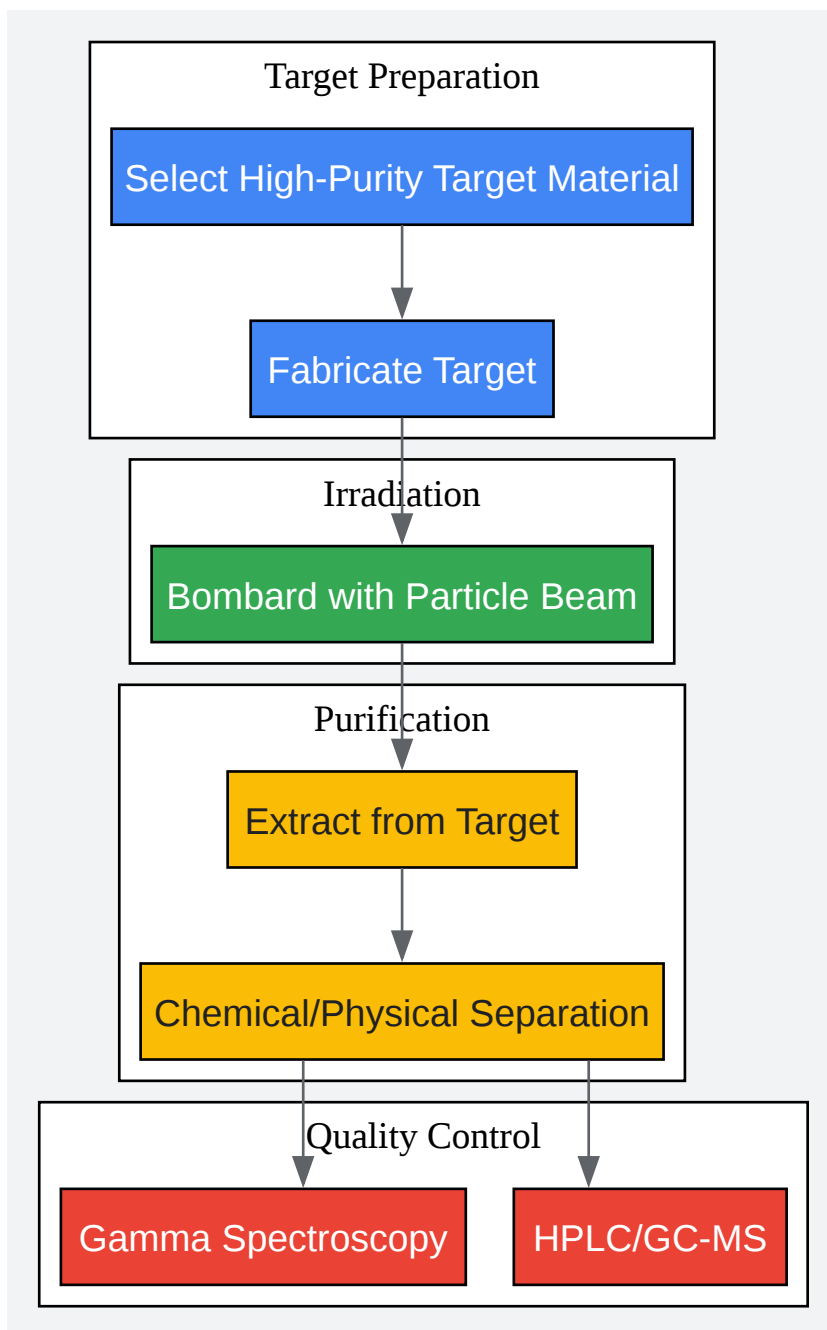 Target Preparation
Select High-Purity Target Material
Fabricate Target
Irradiation
Bombard with Particle Beam
Purification
Extract from Target
Chemical/Physical Separation
Quality Control
Gamma Spectroscopy
HPLC/GC-MS